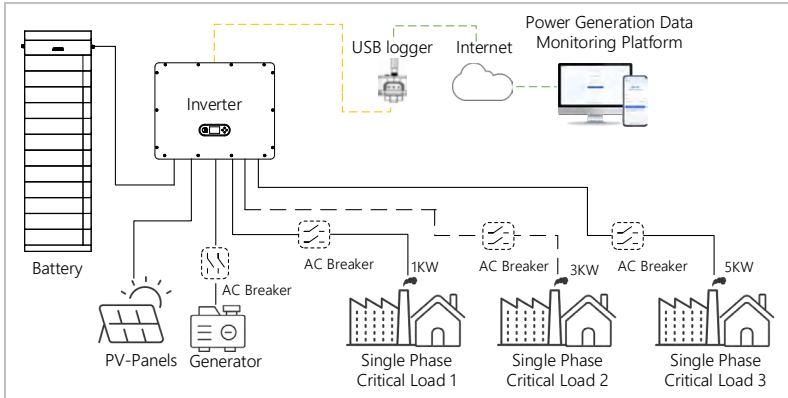 Power Generation Data
Monitoring Platform
USB logger
Internet
Inverter
Battery
AC Breaker
AC Breaker
AC Breaker
AC Breaker
1KW
3KW
5KW
PV-Panels
Generator
Single Phase
Critical Load 1
Single Phase
Critical Load 2
Single Phase
Critical Load 3